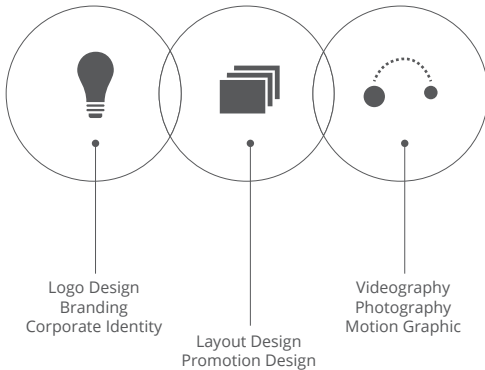 Logo Design
Branding
Corporate Identity
Layout Design
Promotion Design
Videography
Photography
Motion Graphic